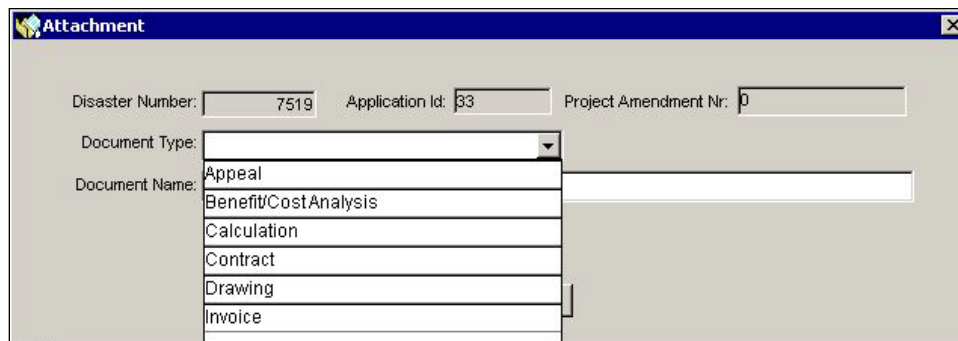 Attachment
Disaster Number: 7519 Application Id: 33 Project Amendment Nr: 0
Document Type:
Document Name:
Appeal
Benefit/Cost Analysis
Calculation
Contract
Drawing
Invoice